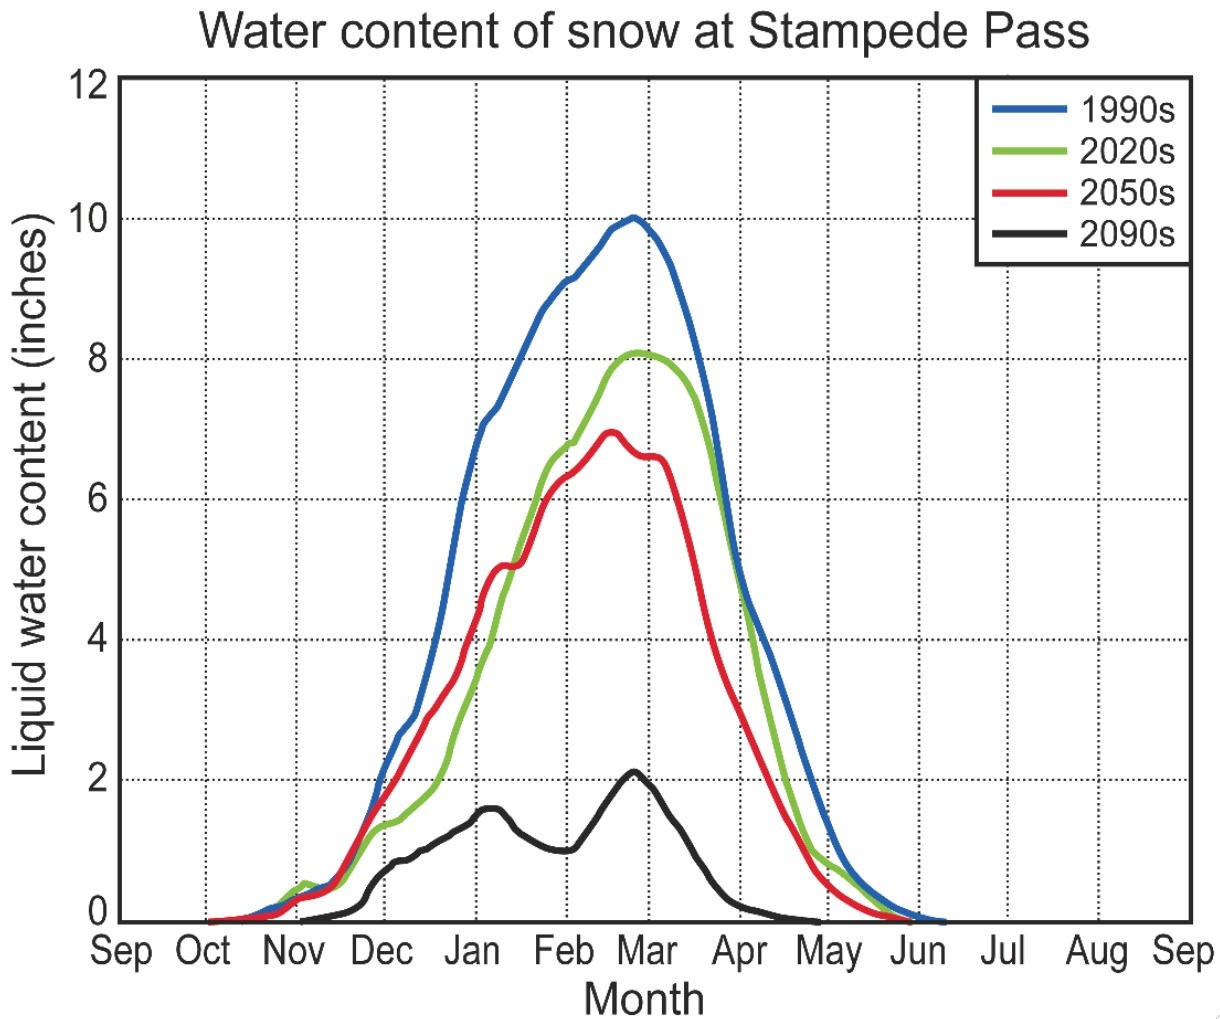 Water content of snow at Stampede Pass
12
10
8
6
4
2
0
Liquid water content (inches)
1990s
2020s
2050s
2090s
Sep Oct Nov Dec Jan Feb Mar Apr May Jun Jul Aug Sep
Month